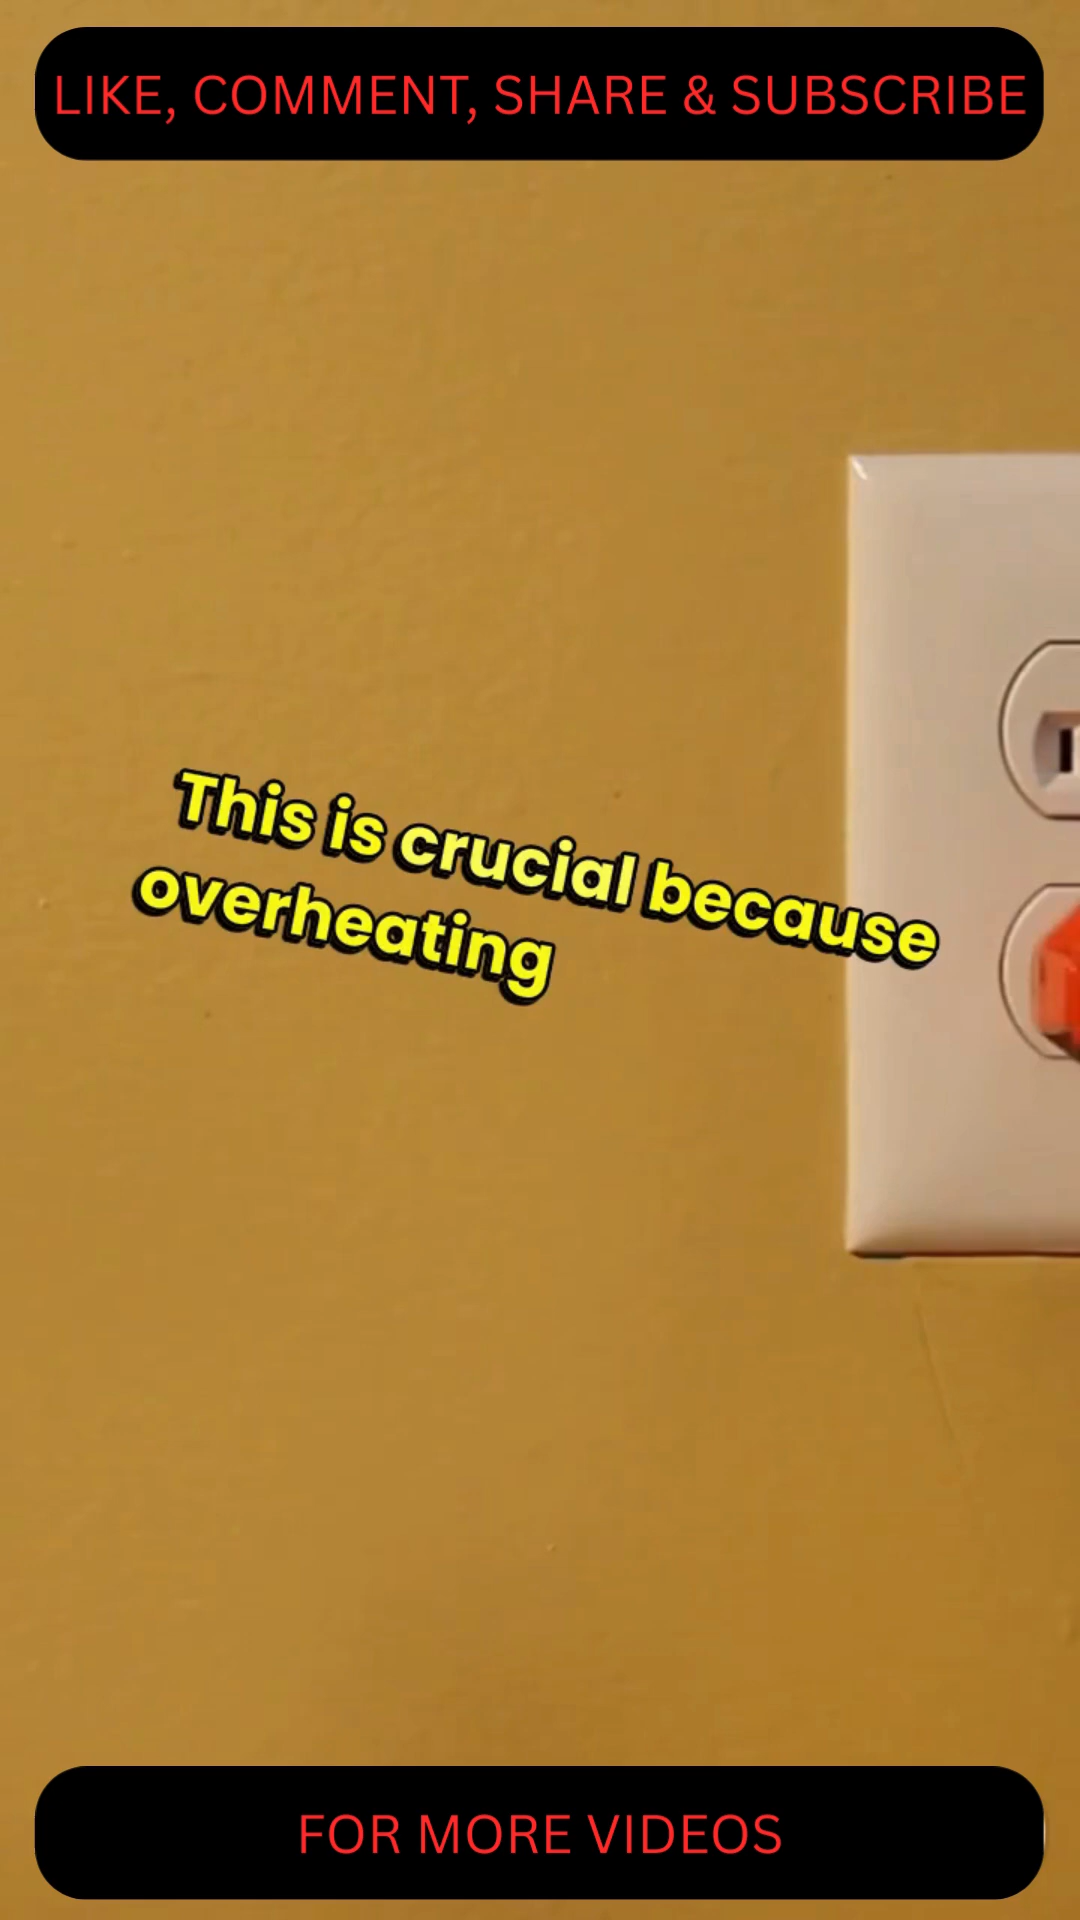 LIKE, COMMENT, SHARE & SUBSCRIBE
This is crucial because
overheating
FOR MORE VIDEOS